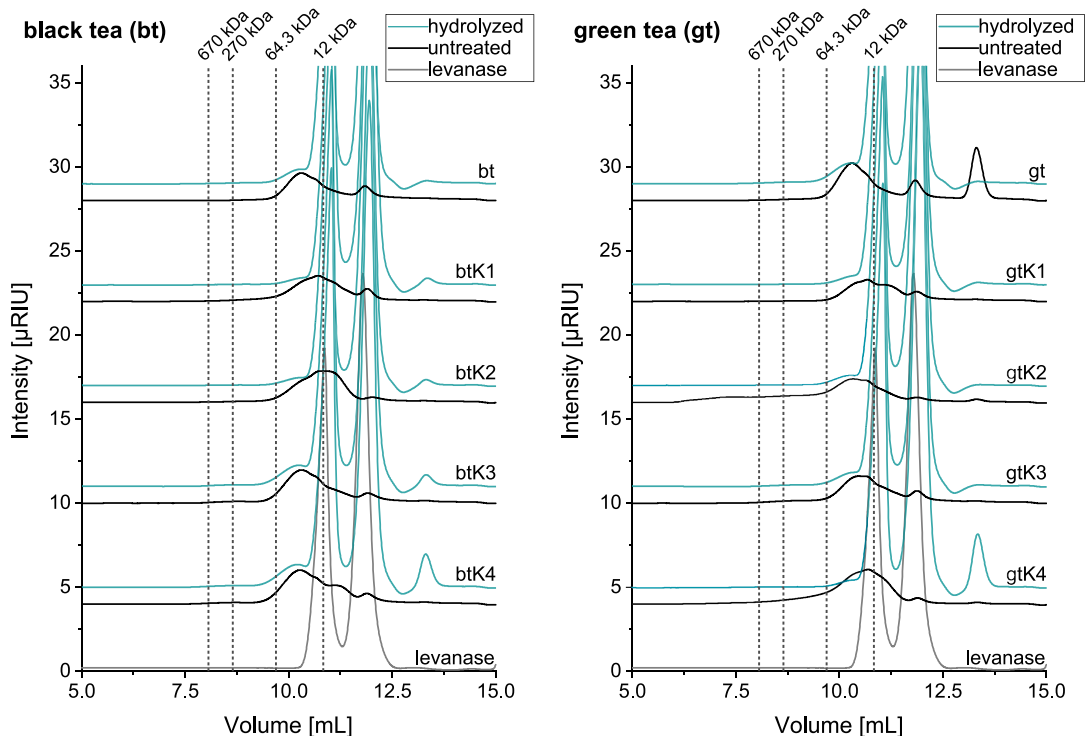 black tea (bt)
670 kDa
270 kDa
64.3 kDa
12 kDa
hydrolyzed
untreated
levanase
35
30
25
20
15
10
5
0
Intensity [µRIU]
bt
btK1
btK2
btK3
btK4
levanase
5.0
7.5
10.0
12.5
15.0
Volume [mL]
green tea (gt)
670 kDa
270 kDa
64.3 kDa
12 kDa
hydrolyzed
untreated
levanase
35
30
25
20
15
10
5
0
Intensity [µRIU]
gt
gtK1
gtK2
gtK3
gtK4
levanase
5.0
7.5
10.0
12.5
15.0
Volume [mL]